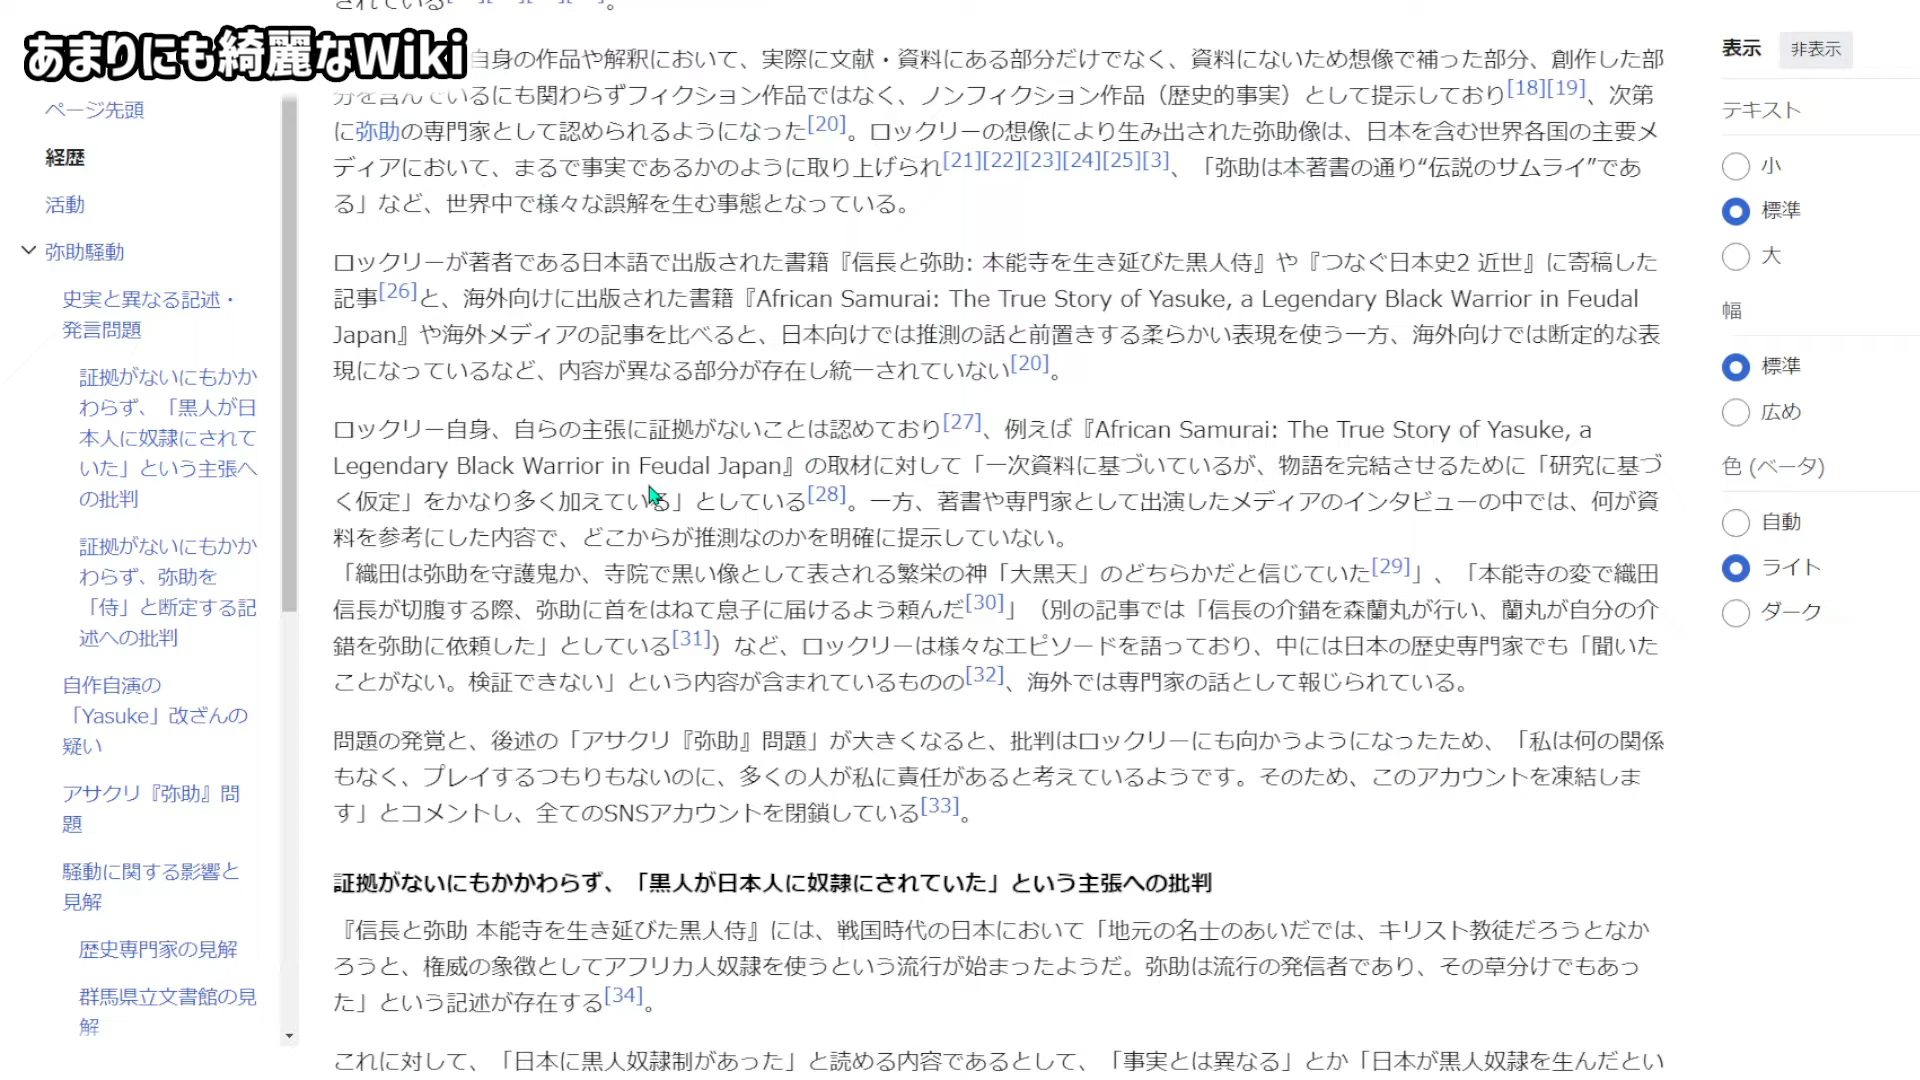 されている
あまりにも綺麗なWiki
自身の作品や解釈において、実際に文献・資料にある部分だけでなく、資料にないため想像で補った部分、創作した部
分を含んでいるにも関わらずフィクション作品ではなく、ノンフィクション作品（歴史的事実）として提示しており[18][19]、次第
に弥助の専門家として認められるようになった[20]。ロックリーの想像により生み出された弥助像は、日本を含む世界各国の主要メ
ディアにおいて、まるで事実であるかのように取り上げられ[21][22][23][24][25][3]、「弥助は本著書の通り“伝説のサムライ”であ
る」など、世界中で様々な誤解を生む事態となっている。
ロックリーが著者である日本語で出版された書籍『信長と弥助: 本能寺を生き延びた黒人侍』や『つなぐ日本史2 近世』に寄稿した
記事[26]と、海外向けに出版された書籍『African Samurai: The True Story of Yasuke, a Legendary Black Warrior in Feudal
Japan』や海外メディアの記事を比べると、日本向けでは推測の話と前置きする柔らかい表現を使う一方、海外向けでは断定的な表
現になっているなど、内容が異なる部分が存在し統一されていない[20]。
ロックリー自身、自らの主張に証拠がないことは認めており[27]、例えば『African Samurai: The True Story of Yasuke, a
Legendary Black Warrior in Feudal Japan』の取材に対して「一次資料に基づいているが、物語を完結させるために「研究に基づ
く仮定」をかなり多く加えている」としている[28]。一方、著書や専門家として出演したメディアのインタビューの中では、何が資
料を参考にした内容で、どこからが推測なのかを明確に提示していない。
「織田は弥助を守護鬼か、寺院で黒い像として表される繁栄の神「大黒天」のどちらかだと信じていた[29]」、「本能寺の変で織田
信長が切腹する際、弥助に首をはねて息子に届けるよう頼んだ[30]」（別の記事では「信長の介錯を森蘭丸が行い、蘭丸が自分の介
錯を弥助に依頼した」としている[31]）など、ロックリーは様々なエピソードを語っており、中には日本の歴史専門家でも「聞いた
ことがない。検証できない」という内容が含まれているものの[32]、海外では専門家の話として報じられている。
問題の発覚と、後述の「アサクリ『弥助』問題」が大きくなると、批判はロックリーにも向かうようになったため、「私は何の関係
もなく、プレイするつもりもないのに、多くの人が私に責任があると考えているようです。そのため、このアカウントを凍結しま
す」とコメントし、全てのSNSアカウントを閉鎖している[33]。
証拠がないにもかかわらず、「黒人が日本人に奴隷にされていた」という主張への批判
『信長と弥助 本能寺を生き延びた黒人侍』には、戦国時代の日本において「地元の名士のあいだでは、キリスト教徒だろうとなか
ろうと、権威の象徴としてアフリカ人奴隷を使うという流行が始まったようだ。弥助は流行の発信者であり、その草分けでもあっ
た」という記述が存在する[34]。
これに対して、「日本に黒人奴隷制があった」と読める内容であるとして、「事実とは異なる」とか「日本が黒人奴隷を生んだとい
ページ先頭
経歴
活動
弥助騒動
史実と異なる記述・
発言問題
証拠がないにもかか
わらず、「黒人が日
本人に奴隷にされて
いた」という主張へ
の批判
証拠がないにもかか
わらず、弥助を
「侍」と断定する記
述への批判
自作自演の
「Yasuke」改ざんの
疑い
アサクリ『弥助』問
題
騒動に関する影響と
見解
歴史専門家の見解
群馬県立文書館の見
解
表示 非表示
テキスト
小
標準
大
幅
標準
広め
色 (ベータ)
自動
ライト
ダーク